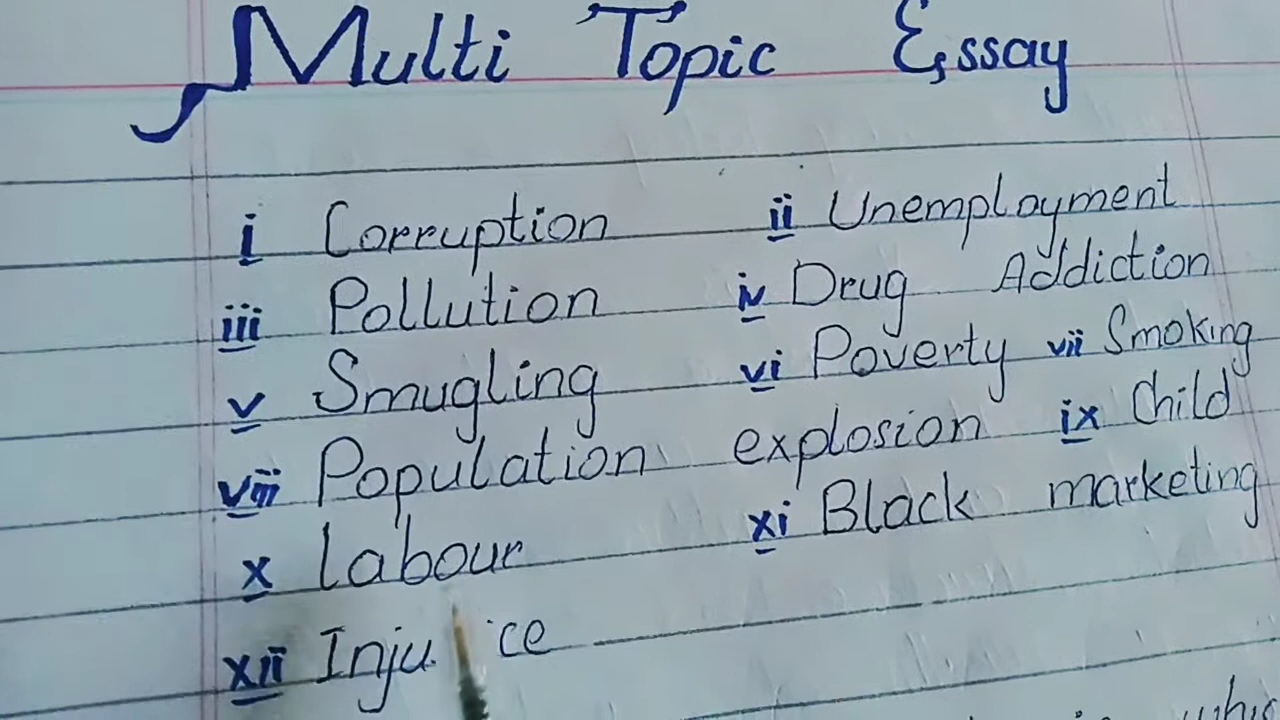 Multi Topic Essay
i Corruption ii Unemployment
iii Pollution iv Drug Addiction
v Smugling vi Poverty vii Smoking
viii Population explosion ix Child
x labour xi Black marketing
xii